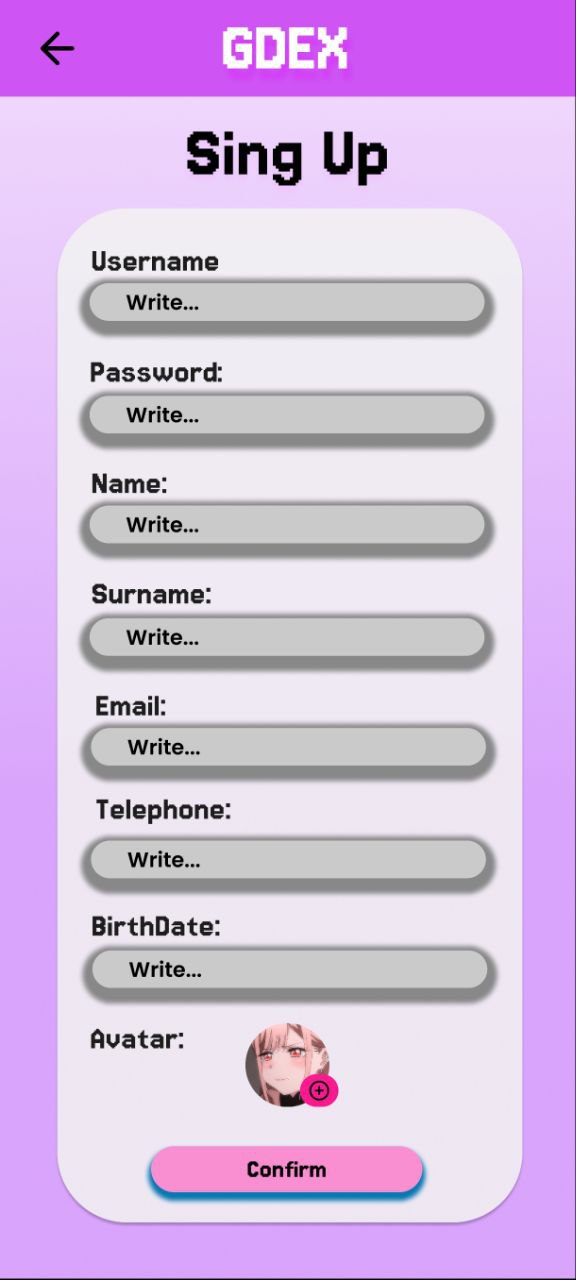 GDEX
Sing Up
Username
Write...
Password:
Write...
Name:
Write...
Surname:
Write...
Email:
Write...
Telephone:
Write...
BirthDate:
Write...
Avatar:
Confirm